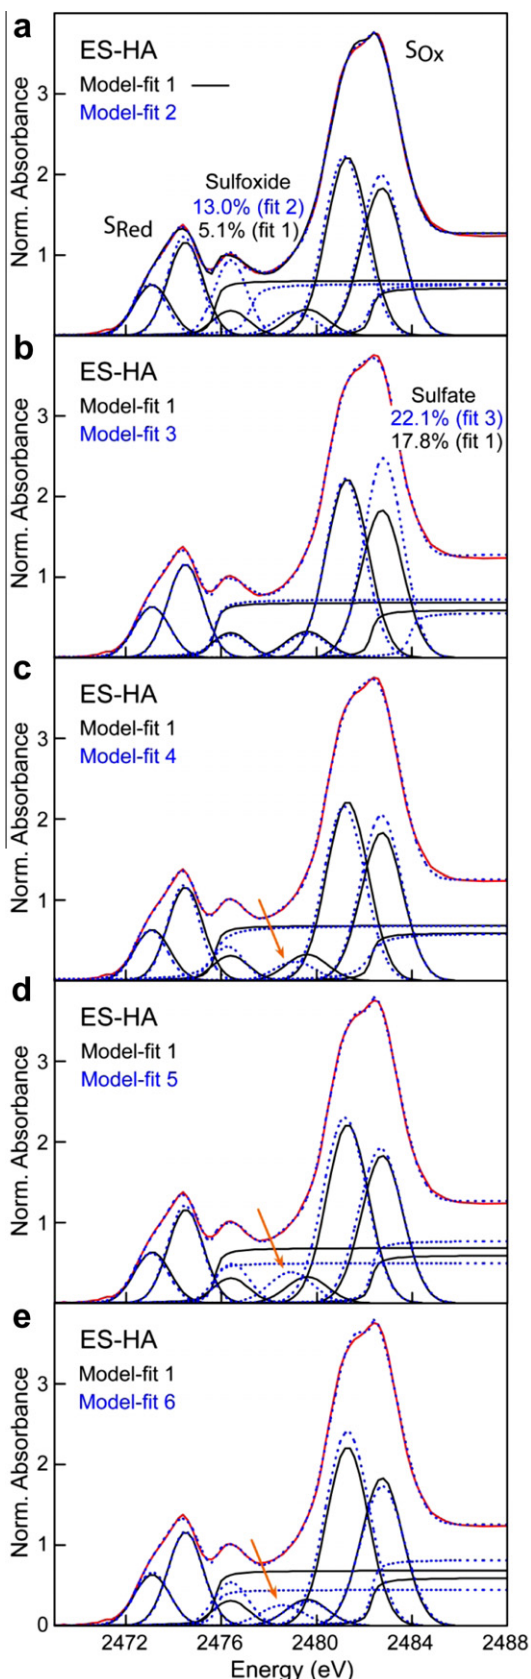 a
ES-HA
Model-fit 1
Model-fit 2
SOx
Sulfoxide
13.0% (fit 2)
5.1% (fit 1)
SRed
Norm. Absorbance
3
2
1
b
ES-HA
Model-fit 1
Model-fit 3
Sulfate
22.1% (fit 3)
17.8% (fit 1)
Norm. Absorbance
3
2
1
c
ES-HA
Model-fit 1
Model-fit 4
Norm. Absorbance
3
2
1
d
ES-HA
Model-fit 1
Model-fit 5
Norm. Absorbance
3
2
1
e
ES-HA
Model-fit 1
Model-fit 6
Norm. Absorbance
3
2
1
0
2472 2476 2480 2484 2488
Energy (eV)